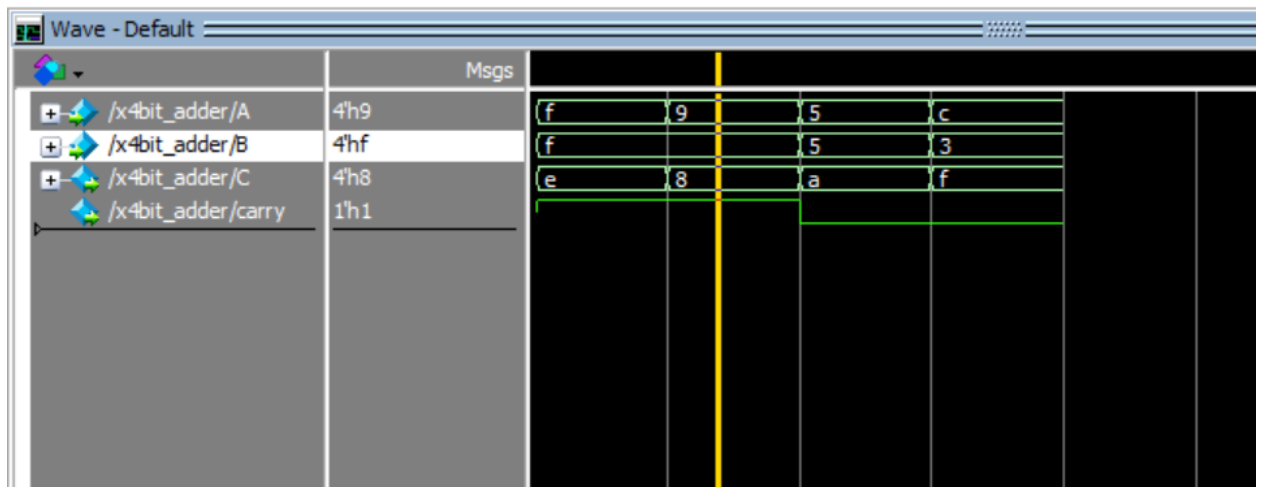 Wave - Default
Msgs
/x4bit_adder/A 4'h9 f 9 5 c
/x4bit_adder/B 4'hf f 5 3
/x4bit_adder/C 4'h8 e 8 a f
/x4bit_adder/carry 1'h1